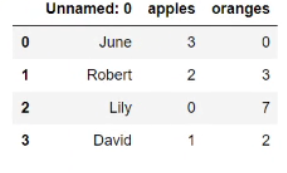 Unnamed: 0 apples oranges
0 June 3 0
1 Robert 2 3
2 Lily 0 7
3 David 1 2